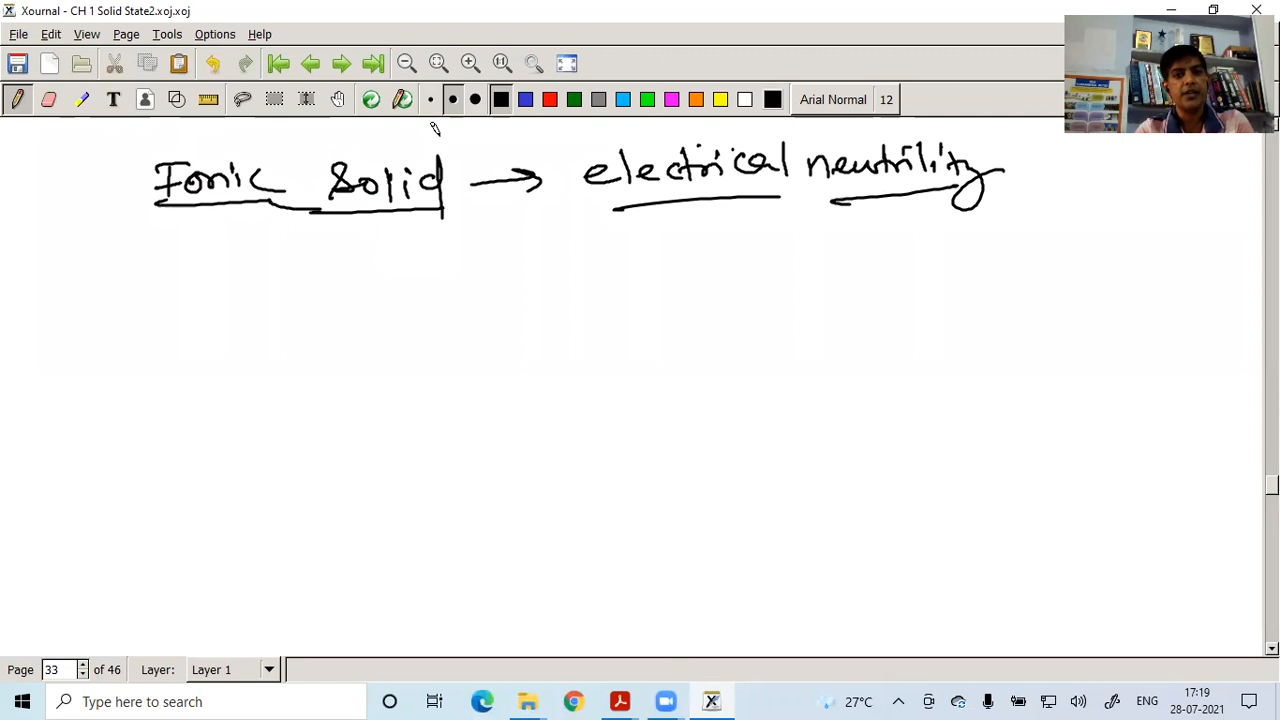 Xournal - CH 1 Solid State2.xoj.xoj
File Edit View Page Tools Options Help
Arial Normal 12
Ionic Solid → electrical neutrility
Page 33 of 46 Layer: Layer 1
Type here to search
27°C ENG 17:19
28-07-2021